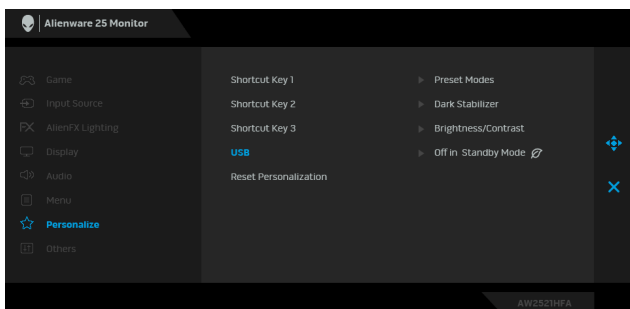 Alienware 25 Monitor
Game
Input Source
AlienFX Lighting
Display
Audio
Menu
Personalize
Others
Shortcut Key 1 Preset Modes
Shortcut Key 2 Dark Stabilizer
Shortcut Key 3 Brightness/Contrast
USB Off in Standby Mode
Reset Personalization
AW2521HFA